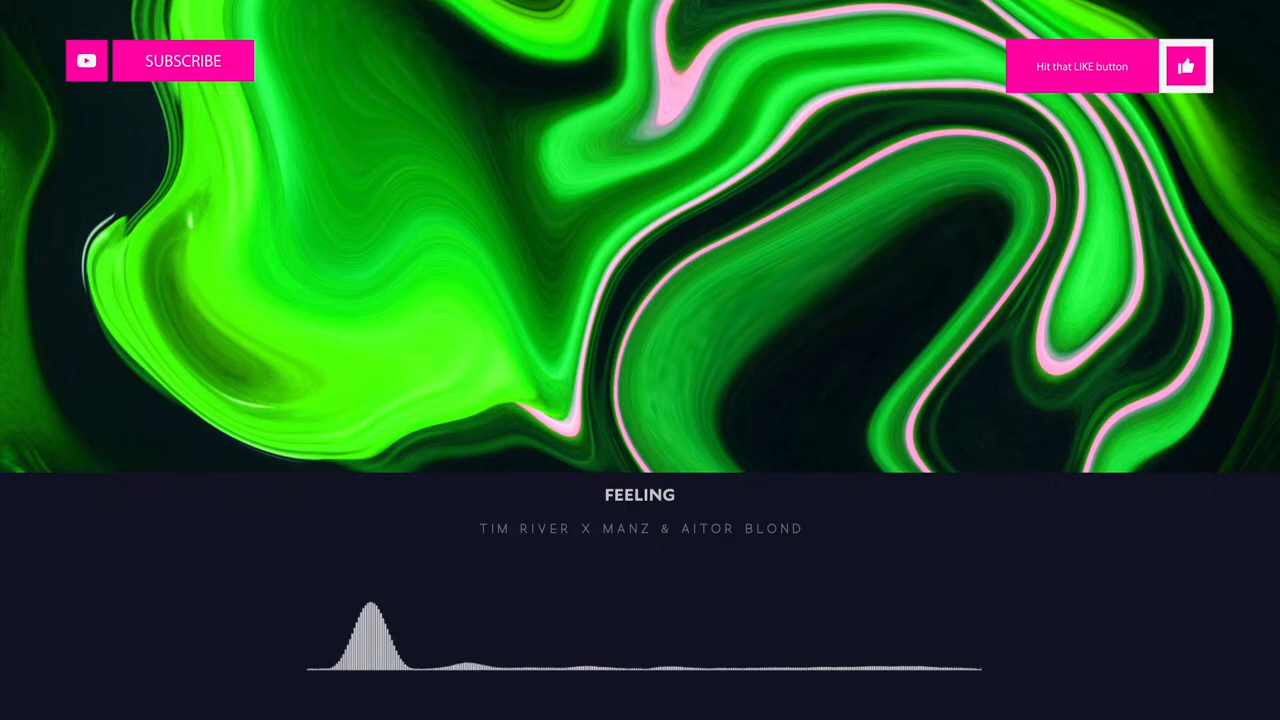 SUBSCRIBE
Hit that LIKE button
FEELING
TIM RIVER X MANZ & AITOR BLOND